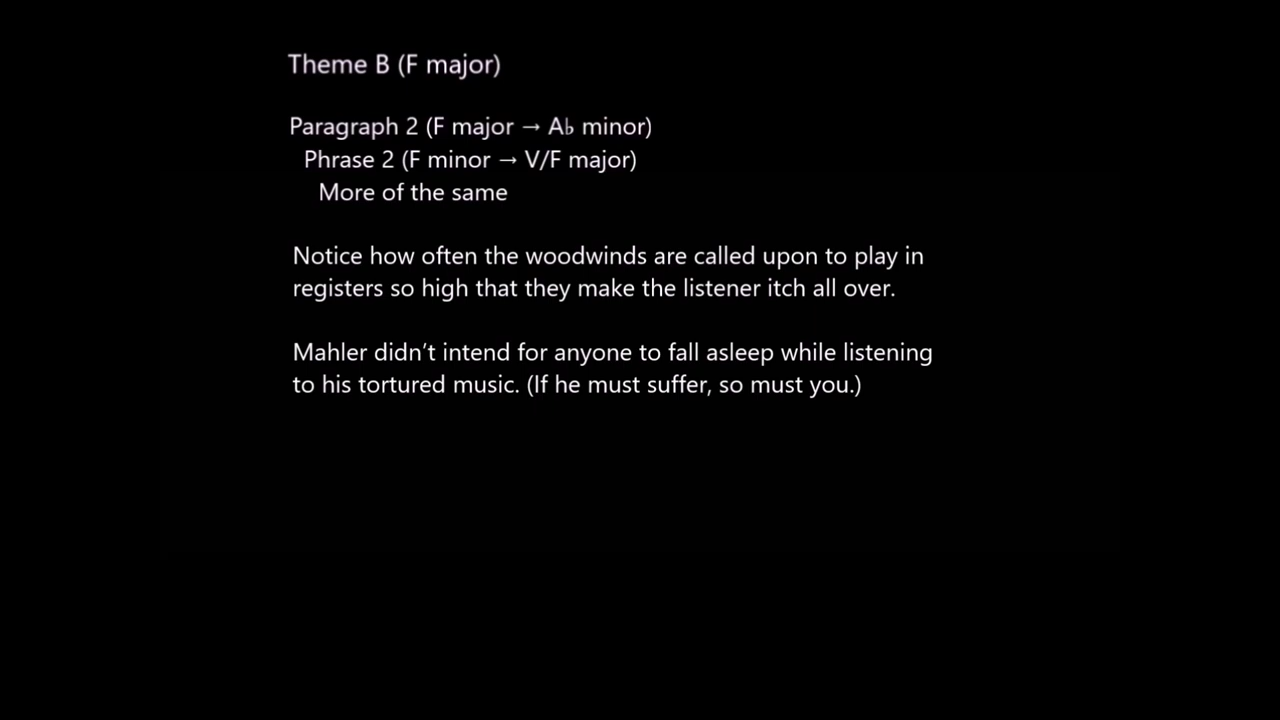 Theme B (F major)
Paragraph 2 (F major → A♭ minor)
Phrase 2 (F minor → V/F major)
More of the same
Notice how often the woodwinds are called upon to play in
registers so high that they make the listener itch all over.
Mahler didn’t intend for anyone to fall asleep while listening
to his tortured music. (If he must suffer, so must you.)